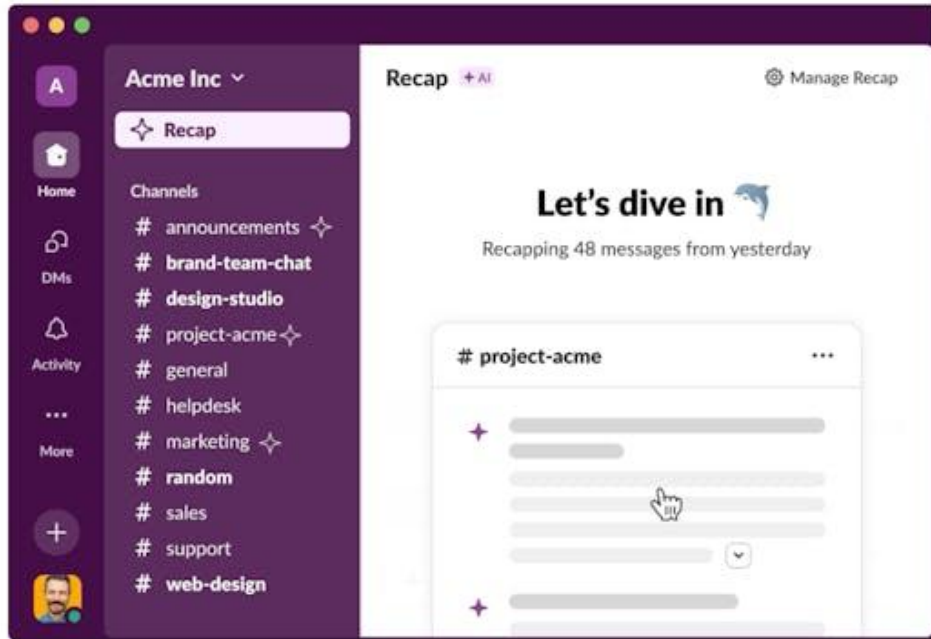 A
Home
DMs
Activity
More
Acme Inc
Recap
Channels
# announcements
# brand-team-chat
# design-studio
# project-acme
# general
# helpdesk
# marketing
# random
# sales
# support
# web-design
Recap + AI
Manage Recap
Let's dive in
Recapping 48 messages from yesterday
# project-acme